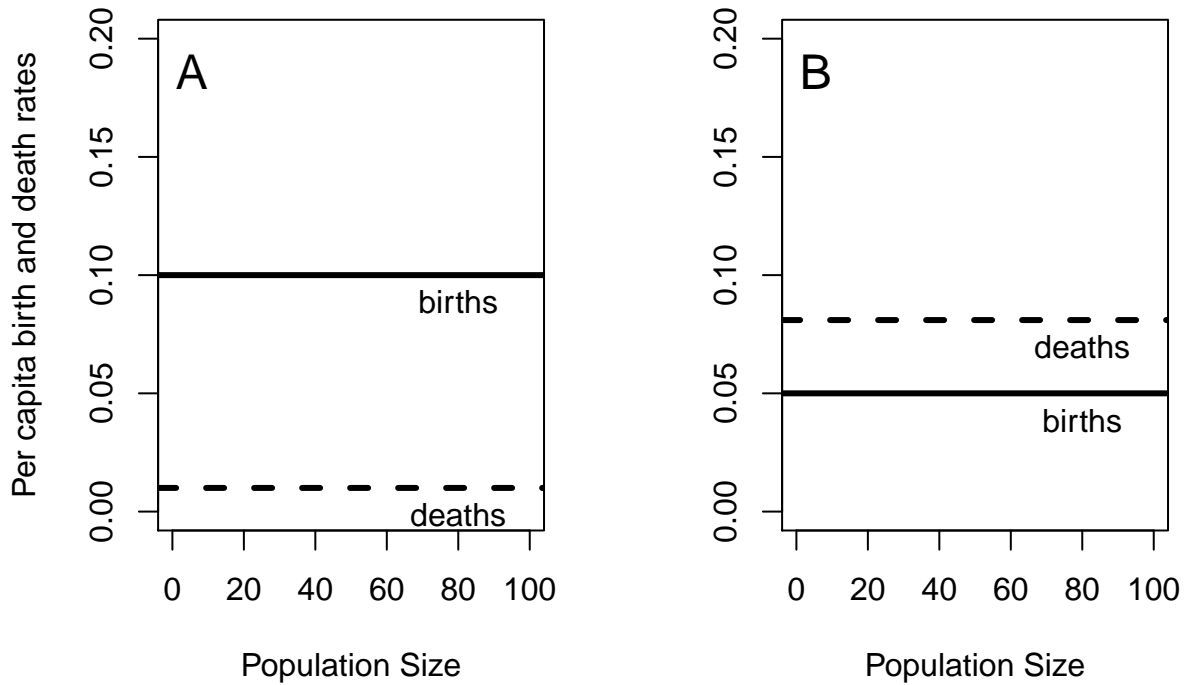 Per capita birth and death rates
A
0.20
0.15
0.10
0.05
0.00
births
deaths
0 20 40 60 80 100
Population Size
B
0.20
0.15
0.10
0.05
0.00
deaths
births
0 20 40 60 80 100
Population Size